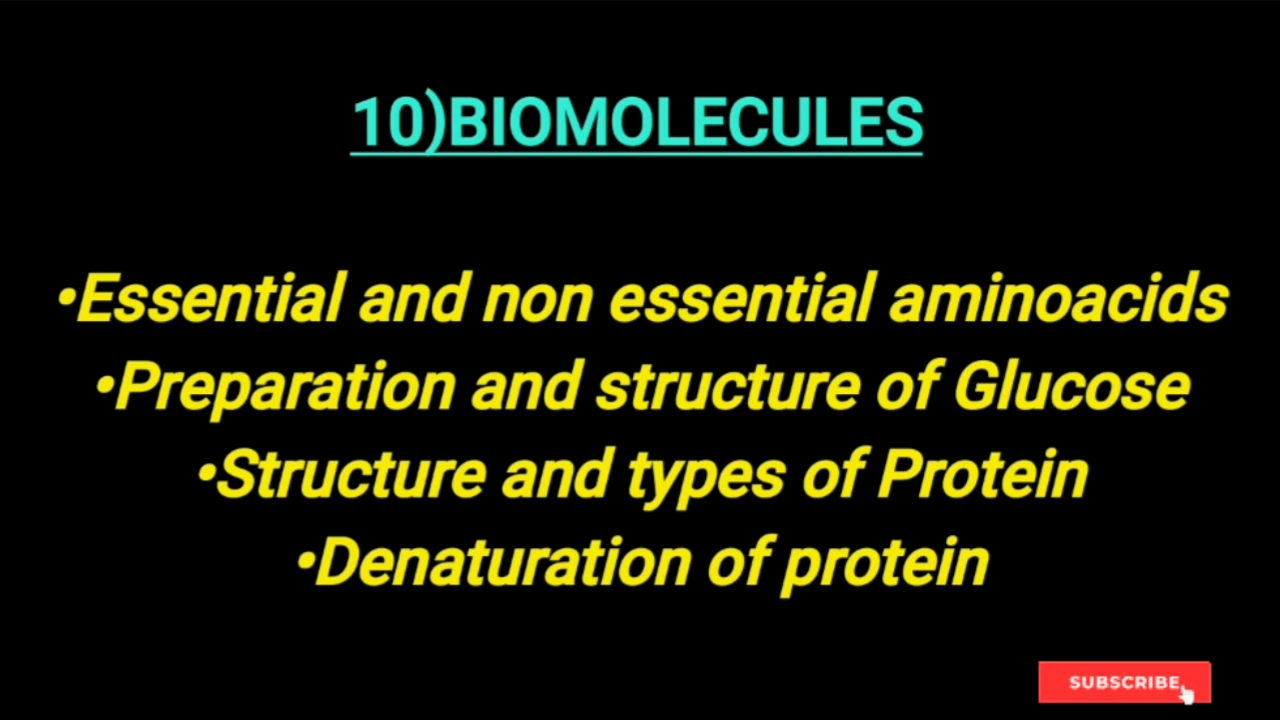 10)BIOMOLECULES
•Essential and non essential aminoacids
•Preparation and structure of Glucose
•Structure and types of Protein
•Denaturation of protein
SUBSCRIBE